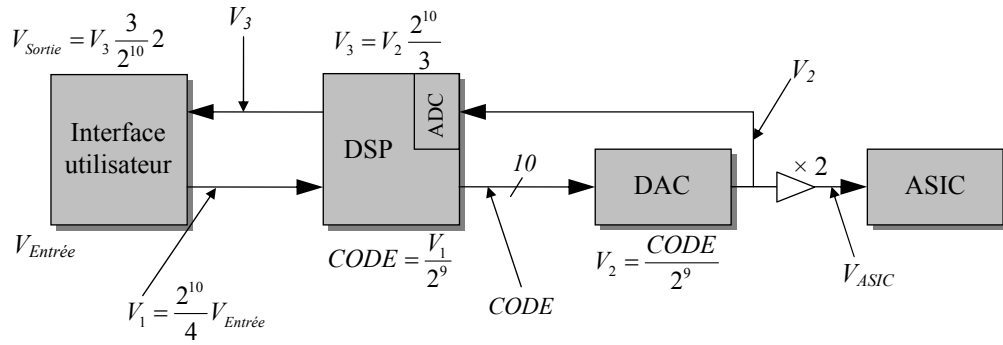 V_Sortie = V_3 3/2^10 2
V_3
V_3 = V_2 2^10/3
V_2
Interface
utilisateur
DSP
ADC
10
DAC
× 2
ASIC
V_Entrée
CODE = V_1/2^9
V_2 = CODE/2^9
V_ASIC
V_1 = 2^10/4 V_Entrée
CODE